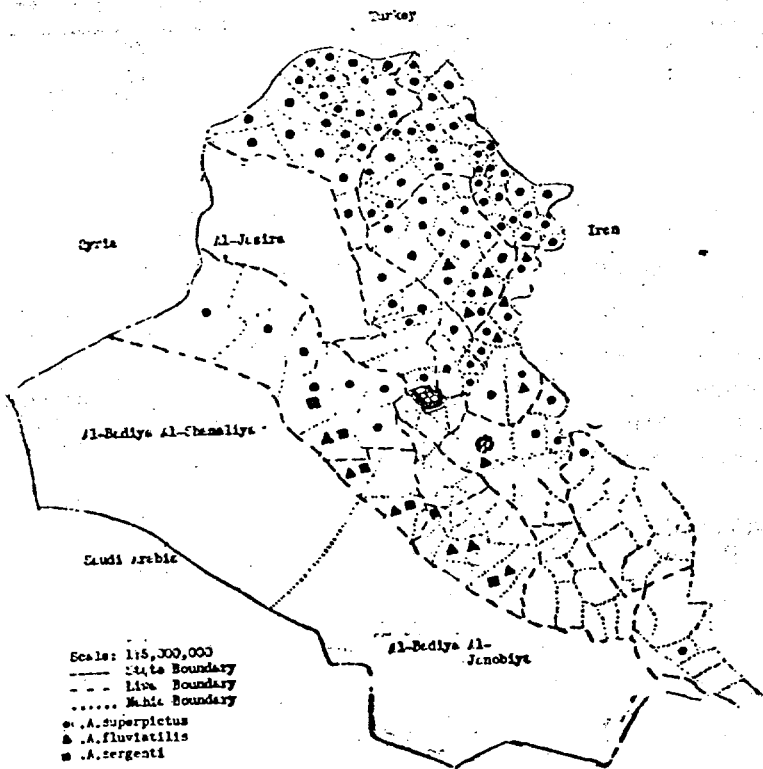 Turkey
Syria
Al-Jasira
Iran
Al-Badiya Al-Shamaliya
Saudi Arabia
Al-Badiya Al-
Janobiya
Scale: 1:5,000,000
State Boundary
Liwa Boundary
Nahia Boundary
.A.superpictus
.A.fluviatilis
.A.sergenti